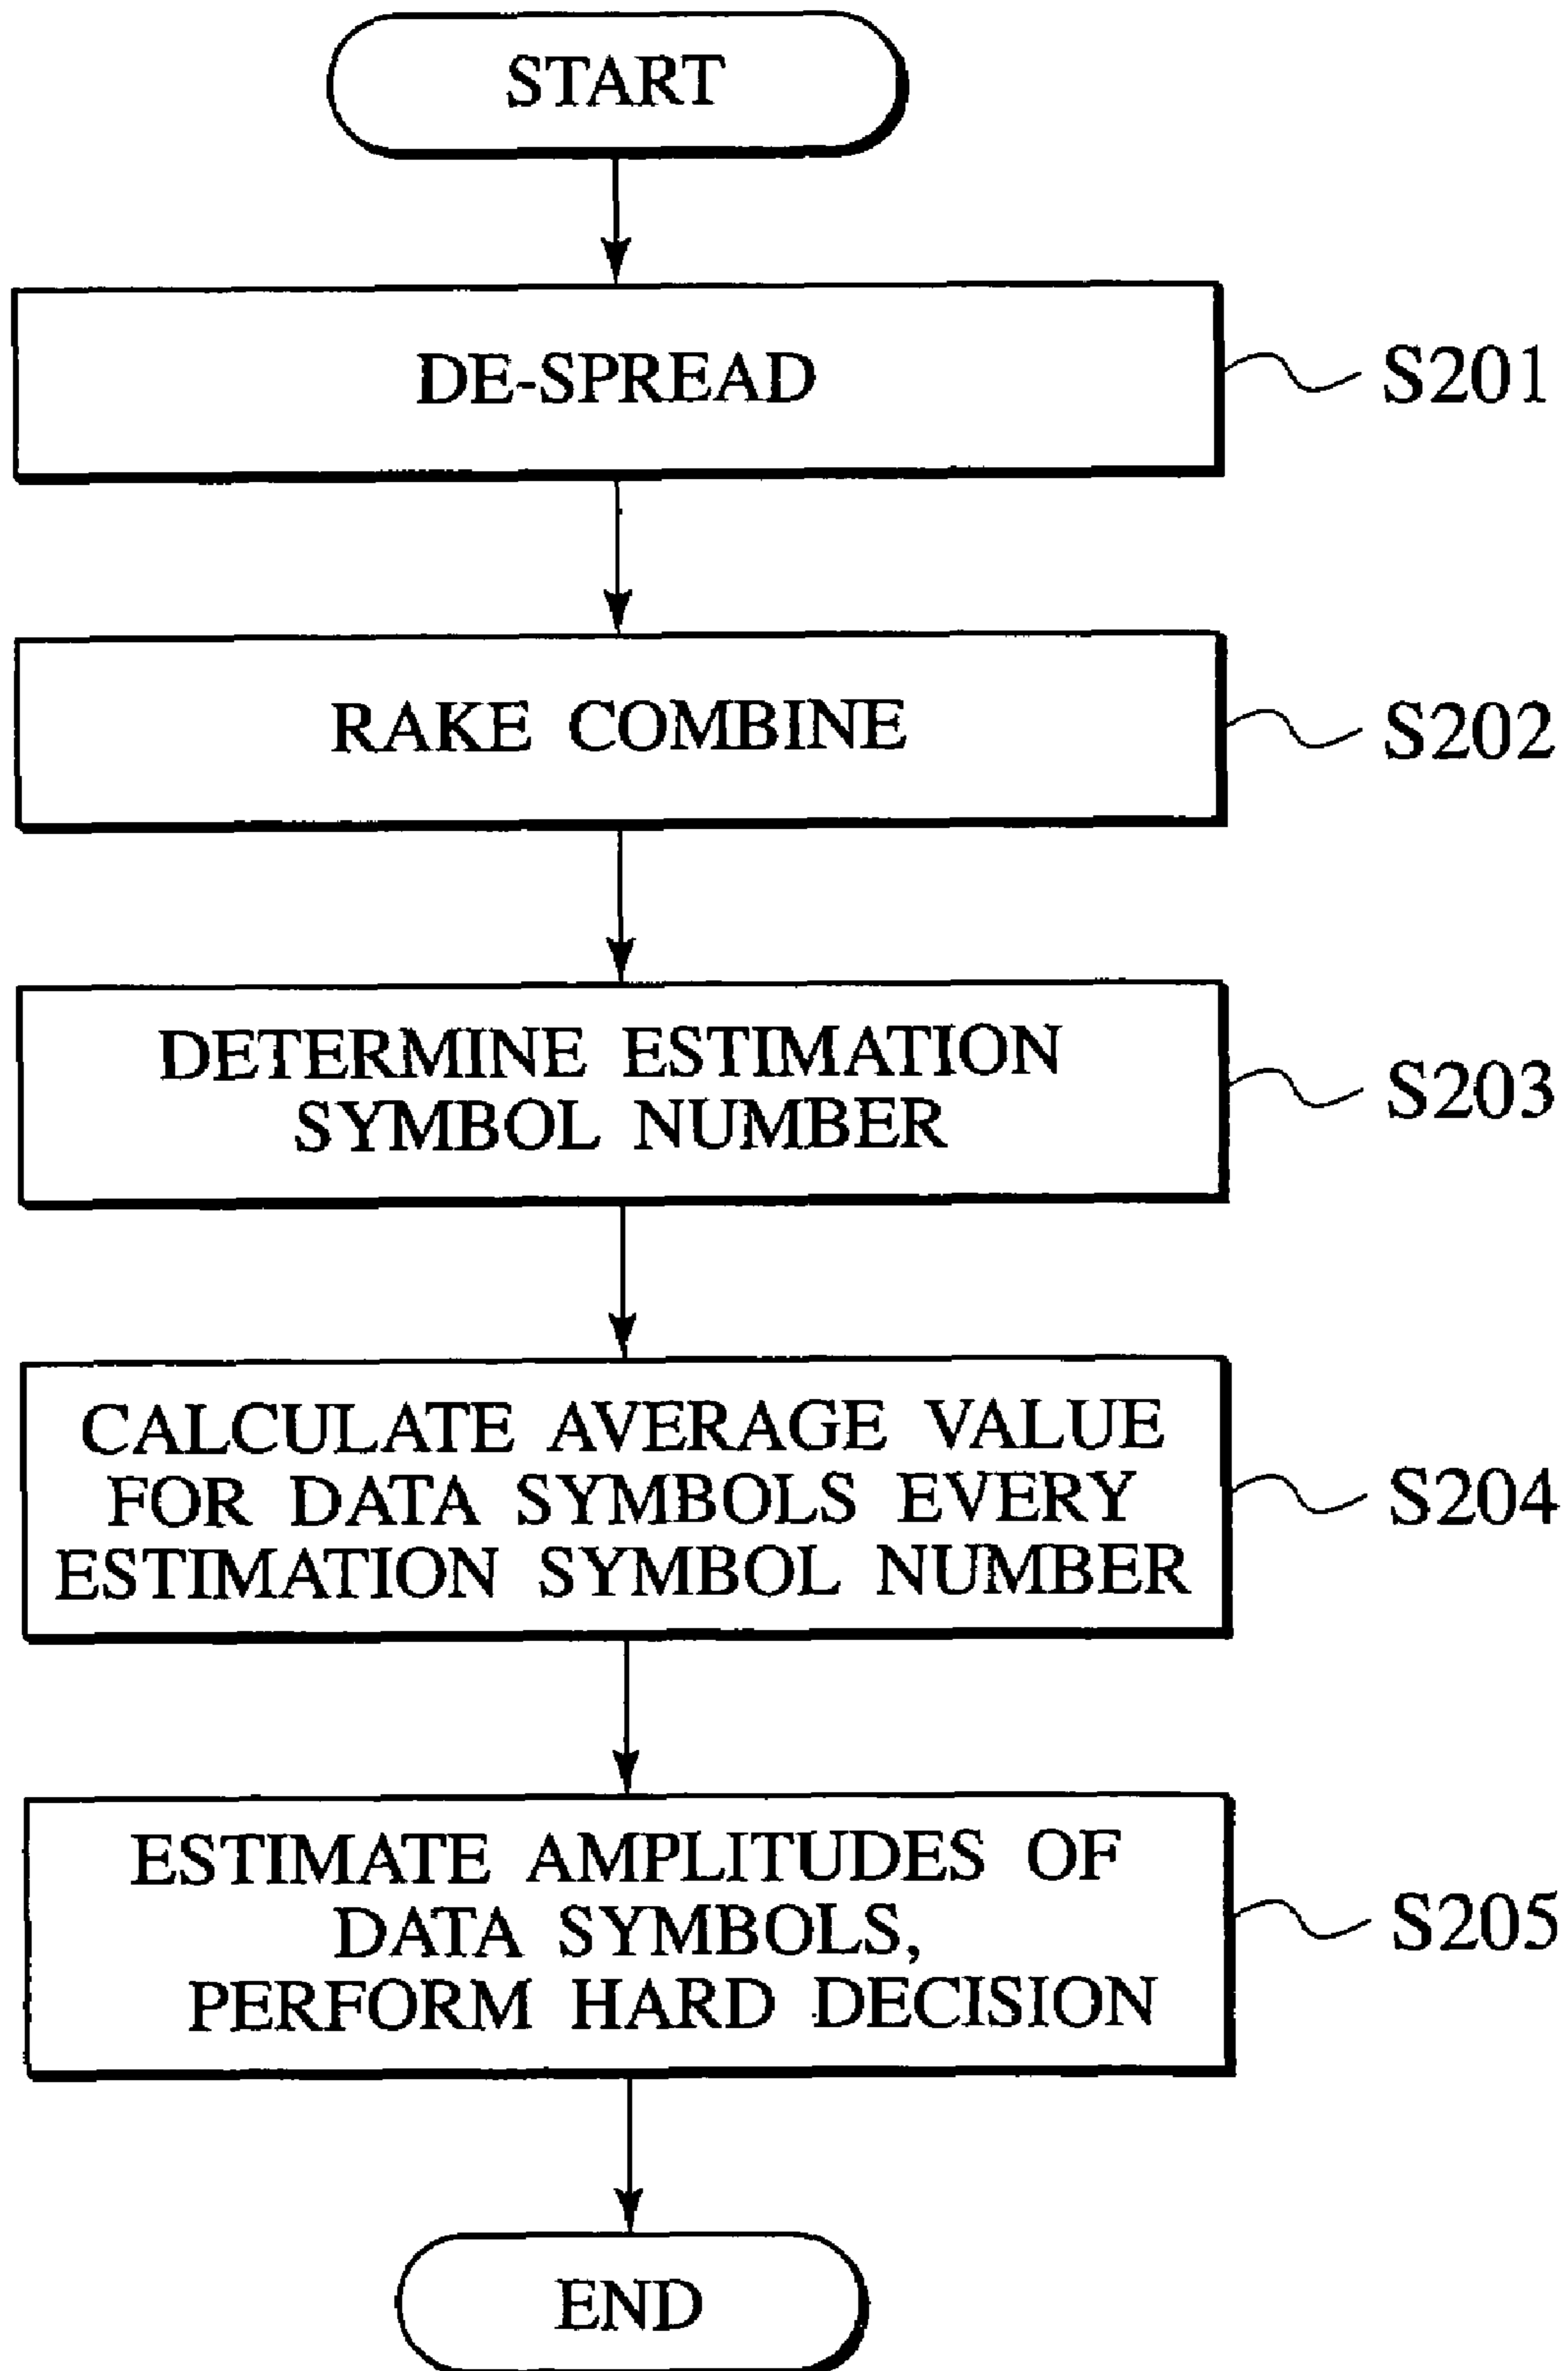 START
DE-SPREAD
S201
RAKE COMBINE
S202
DETERMINE ESTIMATION
SYMBOL NUMBER
S203
CALCULATE AVERAGE VALUE
FOR DATA SYMBOLS EVERY
ESTIMATION SYMBOL NUMBER
S204
ESTIMATE AMPLITUDES OF
DATA SYMBOLS,
PERFORM HARD DECISION
S205
END